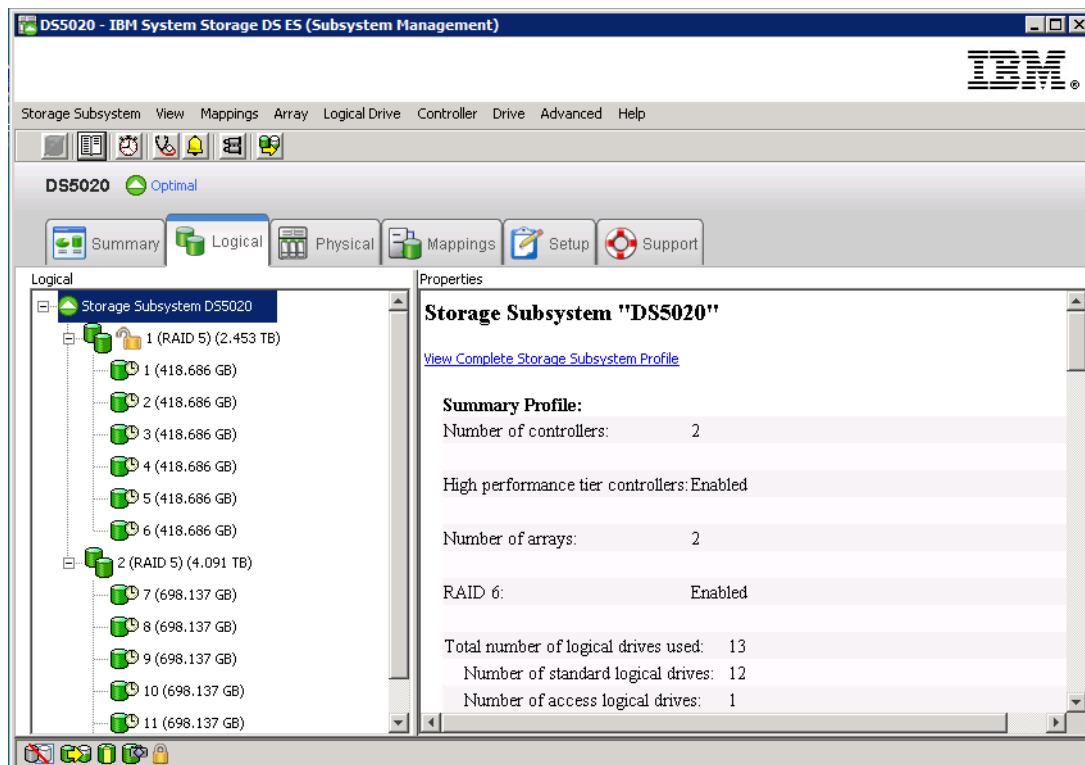 DS5020 - IBM System Storage DS ES (Subsystem Management)
IBM®
Storage Subsystem View Mappings Array Logical Drive Controller Drive Advanced Help
DS5020 Optimal
Summary Logical Physical Mappings Setup Support
Logical
Storage Subsystem DS5020
1 (RAID 5) (2.453 TB)
1 (418.686 GB)
2 (418.686 GB)
3 (418.686 GB)
4 (418.686 GB)
5 (418.686 GB)
6 (418.686 GB)
2 (RAID 5) (4.091 TB)
7 (698.137 GB)
8 (698.137 GB)
9 (698.137 GB)
10 (698.137 GB)
11 (698.137 GB)
Properties
Storage Subsystem "DS5020"
View Complete Storage Subsystem Profile
Summary Profile:
Number of controllers: 2
High performance tier controllers: Enabled
Number of arrays: 2
RAID 6: Enabled
Total number of logical drives used: 13
Number of standard logical drives: 12
Number of access logical drives: 1